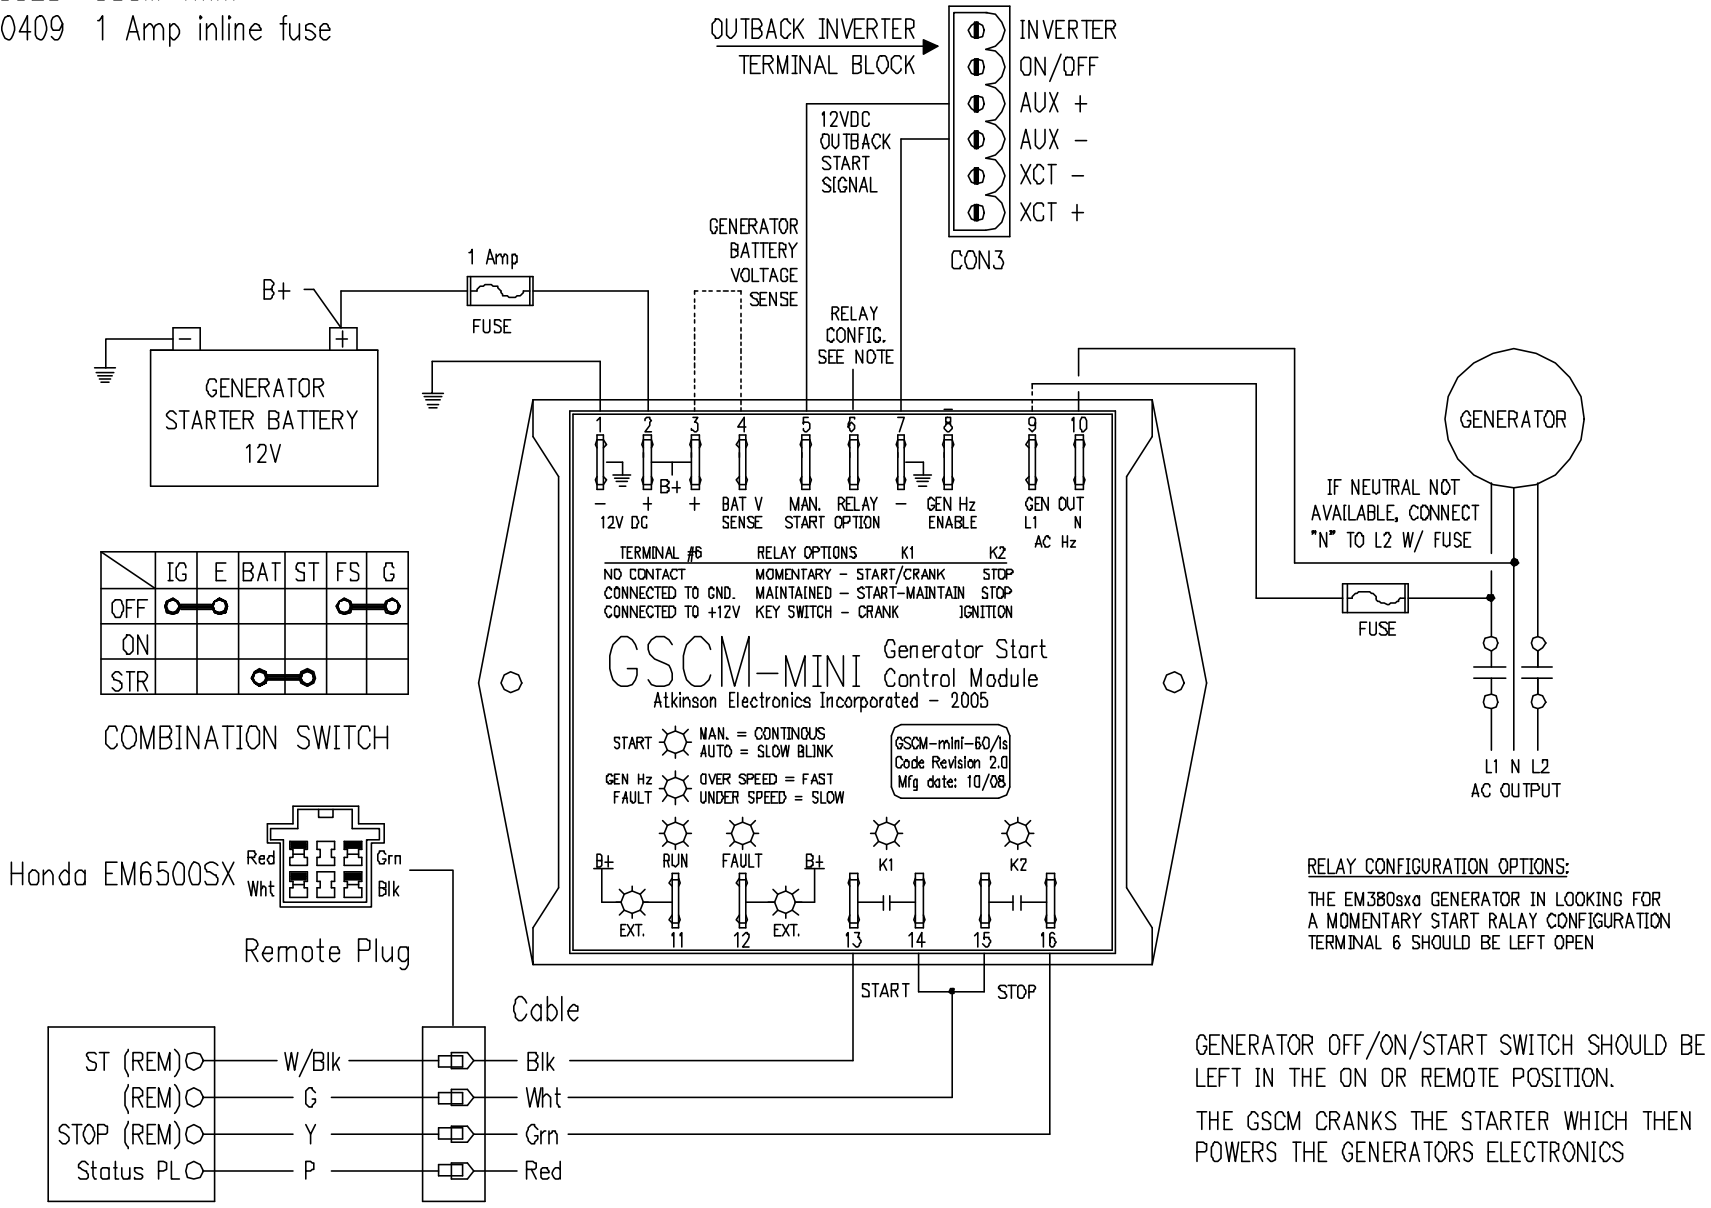 0409 1 Amp inline fuse
OUTBACK INVERTER
TERMINAL BLOCK
INVERTER
ON/OFF
AUX +
AUX -
XCT -
XCT +
CON3
12VDC
OUTBACK
START
SIGNAL
GENERATOR
BATTERY
VOLTAGE
SENSE
1 Amp
FUSE
B+
-
+
GENERATOR
STARTER BATTERY
12V
RELAY
CONFIG.
SEE NOTE
GENERATOR
IF NEUTRAL NOT
AVAILABLE, CONNECT
"N" TO L2 W/ FUSE
FUSE
L1 N L2
AC OUTPUT
1 2 3 4 5 6 7 8 9 10
B+
- + + BAT V MAN. RELAY - GEN Hz GEN OUT
12V DC SENSE START OPTION ENABLE L1 N
AC Hz
TERMINAL #6 RELAY OPTIONS K1 K2
NO CONTACT MOMENTARY - START/CRANK STOP
CONNECTED TO GND. MAINTAINED - START-MAINTAIN STOP
CONNECTED TO +12V KEY SWITCH - CRANK IGNITION
GSCM-MINI
Generator Start
Control Module
Atkinson Electronics Incorporated - 2005
START
MAN. = CONTINOUS
AUTO = SLOW BLINK
GEN Hz
FAULT
OVER SPEED = FAST
UNDER SPEED = SLOW
GSCM-mini-60/1s
Code Revision 2.0
Mfg date: 10/08
B+ RUN FAULT B+ K1 K2
EXT. EXT.
11 12 13 14 15 16
START STOP
IG E BAT ST FS G
OFF
ON
STR
COMBINATION SWITCH
Honda EM6500SX
Red Grn
Wht Blk
Remote Plug
Cable
ST (REM) W/Blk Blk
(REM) G Wht
STOP (REM) Y Grn
Status PL P Red
RELAY CONFIGURATION OPTIONS:
THE EM380sxa GENERATOR IN LOOKING FOR
A MOMENTARY START RALAY CONFIGURATION
TERMINAL 6 SHOULD BE LEFT OPEN
GENERATOR OFF/ON/START SWITCH SHOULD BE
LEFT IN THE ON OR REMOTE POSITION.
THE GSCM CRANKS THE STARTER WHICH THEN
POWERS THE GENERATORS ELECTRONICS